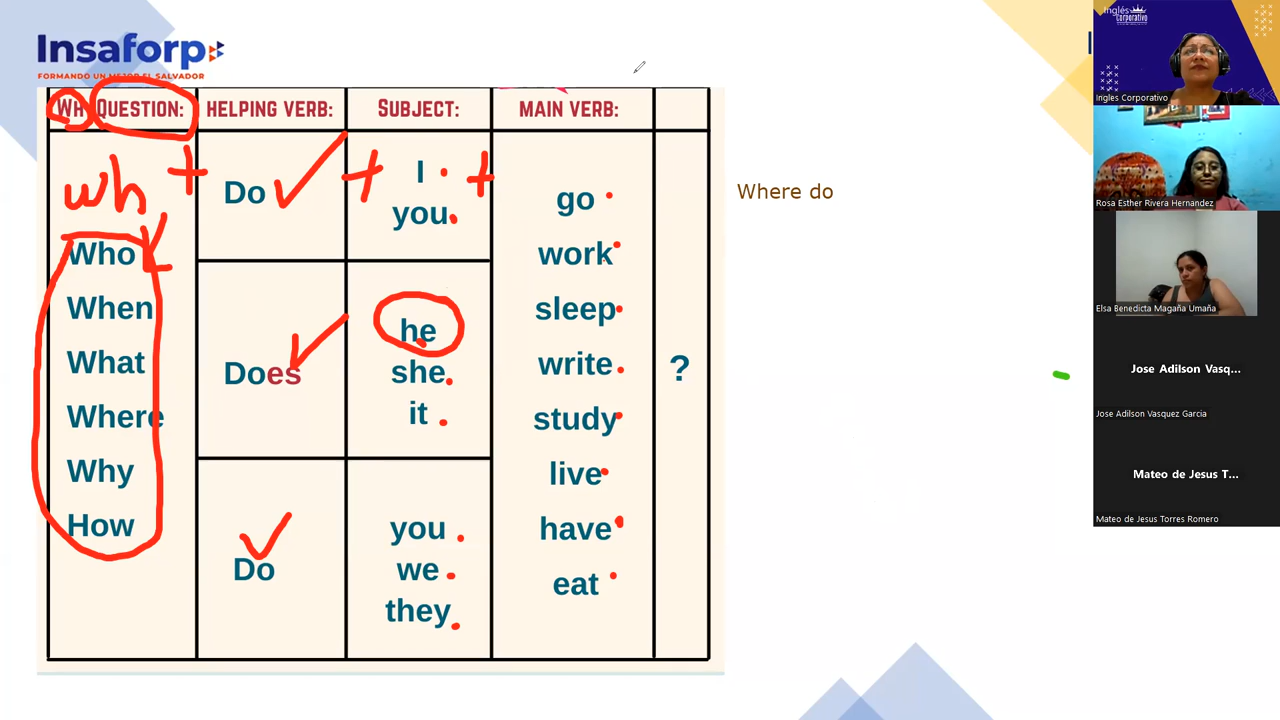 Insaforp
FORMANDO UN MEJOR EL SALVADOR
WH QUESTION:
HELPING VERB:
SUBJECT:
MAIN VERB:
wh
+
+
+
Who
When
What
Where
Why
How
Do
I
you
Does
he
she
it
Do
you
we
they
go
work
sleep
write
study
live
have
eat
?
Where do
Inglés
Corporativo
Ingles Corporativo
Rosa Esther Rivera Hernandez
Elsa Benedicta Magaña Umaña
Jose Adilson Vasq...
Jose Adilson Vasquez Garcia
Mateo de Jesus T...
Mateo de Jesus Torres Romero